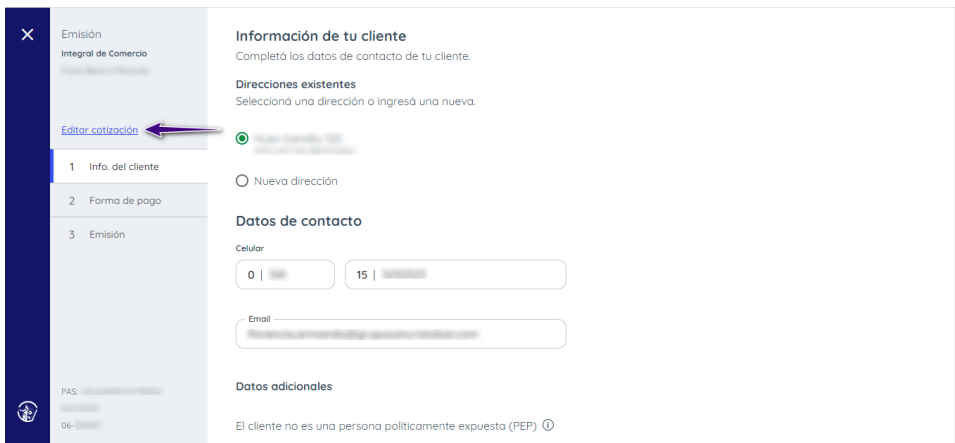 Emisión
Integral de Comercio
Editar cotización
1 Info. del cliente
2 Forma de pago
3 Emisión
PAS:
06-
Información de tu cliente
Completá los datos de contacto de tu cliente.
Direcciones existentes
Seleccioná una dirección o ingresá una nueva.
Nueva dirección
Datos de contacto
Celular
0 |
15 |
Email
Datos adicionales
El cliente no es una persona políticamente expuesta (PEP)